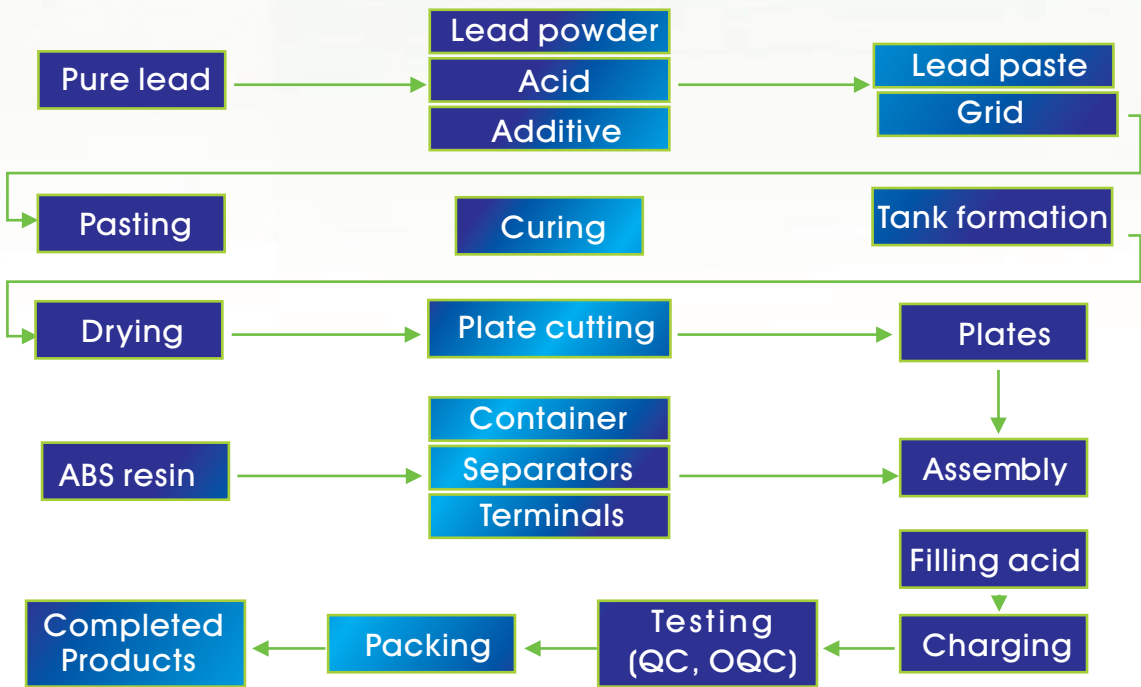 Pure lead
Lead powder
Acid
Additive
Lead paste
Grid
Pasting
Curing
Tank formation
Drying
Plate cutting
Plates
ABS resin
Container
Separators
Terminals
Assembly
Filling acid
Completed
Products
Packing
Testing
(QC, OQC)
Charging